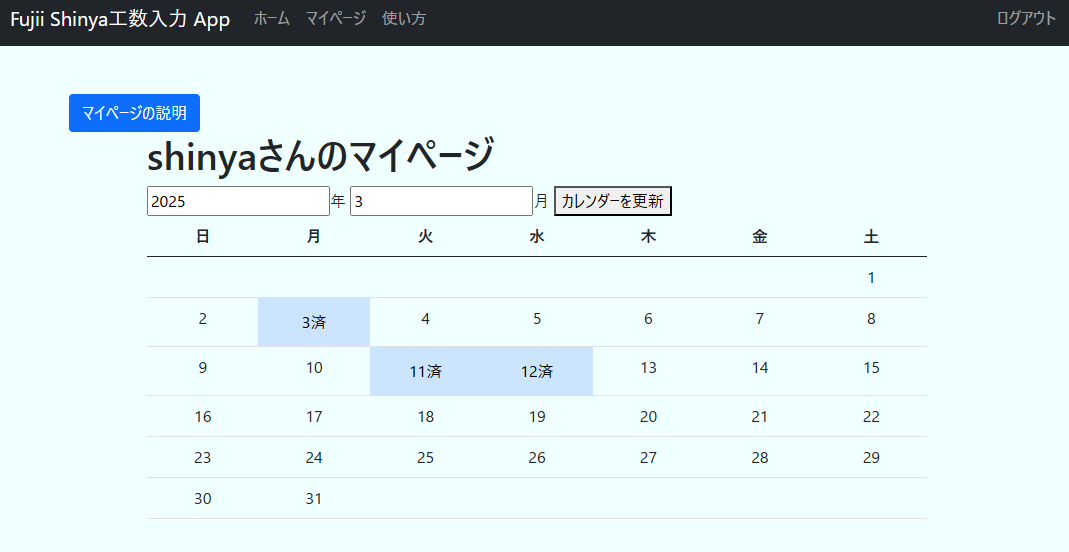 Fujii Shinya工数入力 App ホーム マイページ 使い方 ログアウト
マイページの説明
shinyaさんのマイページ
2025 年 3 月 カレンダーを更新
日 月 火 水 木 金 土
1
2 3済 4 5 6 7 8
9 10 11済 12済 13 14 15
16 17 18 19 20 21 22
23 24 25 26 27 28 29
30 31